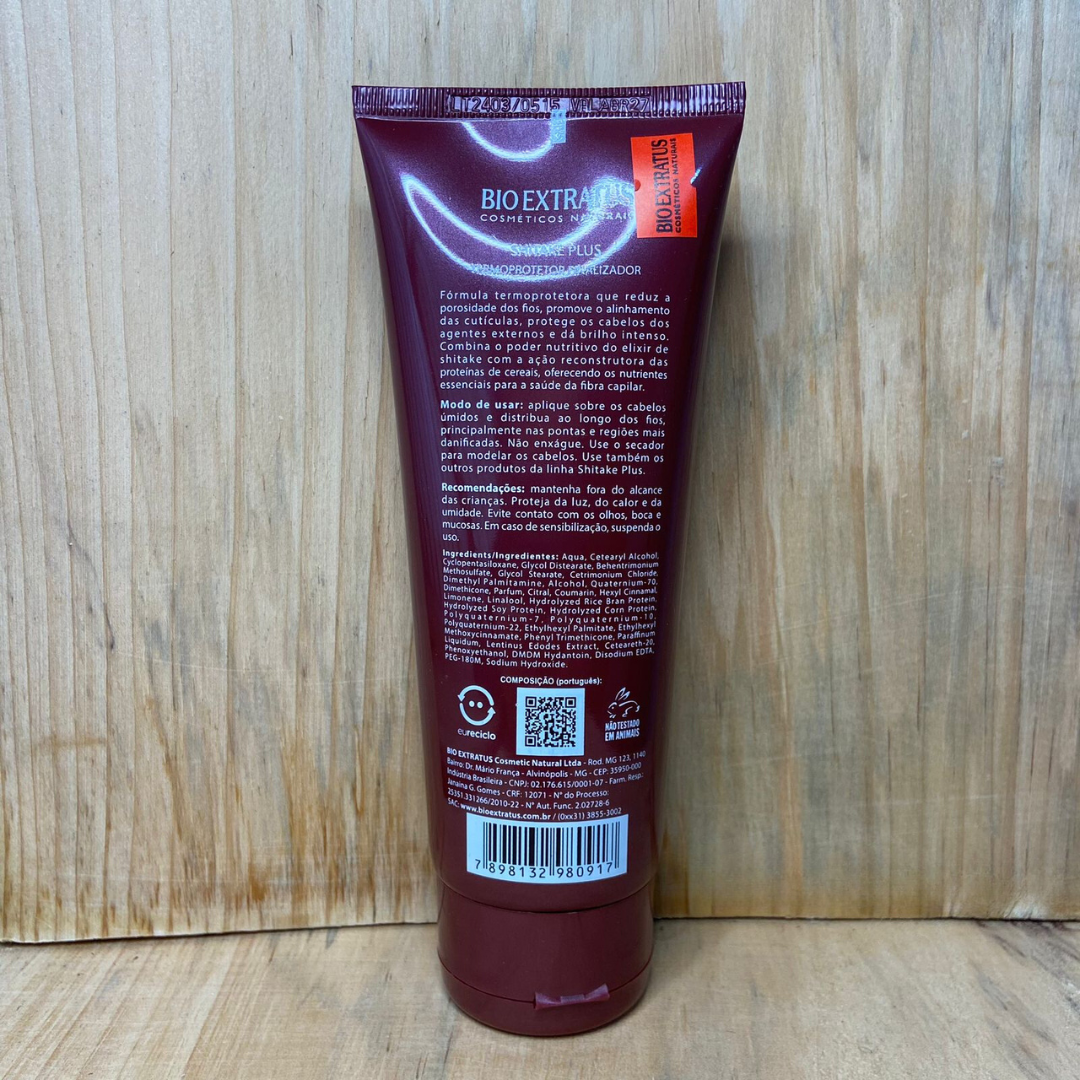 LT2403/0515 VAL ABR27
BIO EXTRATUS
COSMÉTICOS NATURAIS
BIO EXTRATUS
COSMÉTICOS NATURAIS
SHITAKE PLUS
TERMOPROTETOR FINALIZADOR
Fórmula termoprotetora que reduz a
porosidade dos fios, promove o alinhamento
das cutículas, protege os cabelos dos
agentes externos e dá brilho intenso.
Combina o poder nutritivo do elixir de
shitake com a ação reconstrutora das
proteínas de cereais, oferecendo os nutrientes
essenciais para a saúde da fibra capilar.
Modo de usar: aplique sobre os cabelos
úmidos e distribua ao longo dos fios,
principalmente nas pontas e regiões mais
danificadas. Não enxágue. Use o secador
para modelar os cabelos. Use também os
outros produtos da linha Shitake Plus.
Recomendações: mantenha fora do alcance
das crianças. Proteja da luz, do calor e da
umidade. Evite contato com os olhos, boca e
mucosas. Em caso de sensibilização, suspenda o
uso.
Ingredients/Ingredientes: Aqua, Cetearyl Alcohol,
Cyclopentasiloxane, Glycol Distearate, Behentrimonium
Methosulfate, Glycol Stearate, Cetrimonium Chloride,
Dimethyl Palmitamine, Alcohol, Quaternium-70,
Dimethicone, Parfum, Citral, Coumarin, Hexyl Cinnamal,
Limonene, Linalool, Hydrolyzed Rice Bran Protein,
Hydrolyzed Soy Protein, Hydrolyzed Corn Protein,
Polyquaternium-7, Polyquaternium-10,
Polyquaternium-22, Ethylhexyl Palmitate, Ethylhexyl
Methoxycinnamate, Phenyl Trimethicone, Paraffinum
Liquidum, Lentinus Edodes Extract, Ceteareth-20,
Phenoxyethanol, DMDM Hydantoin, Disodium EDTA,
PEG-180M, Sodium Hydroxide.
COMPOSIÇÃO (português):
eureciclo
NÃO TESTADO
EM ANIMAIS
BIO EXTRATUS Cosmetic Natural Ltda - Rod. MG 123, 1140
Bairro: Dr. Mário França - Alvinópolis - MG - CEP: 35950-000
Indústria Brasileira - CNPJ: 02.176.615/0001-07 - Farm. Resp.:
Janaina G. Gomes - CRF: 12071 - N° do Processo:
25351.331266/2010-22 - N° Aut. Func. 2.02728-6
SAC: www.bioextratus.com.br / (0xx31) 3855-3002
7 898132 980917